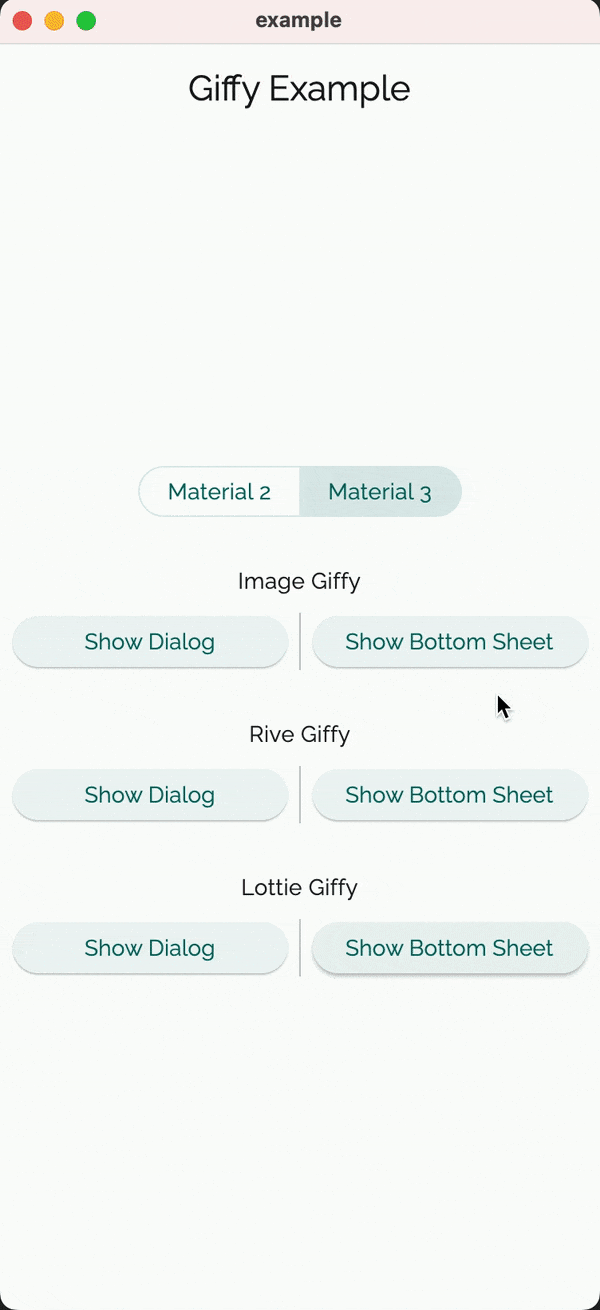 example
Giffy Example
Material 2 Material 3
Image Giffy
Show Dialog Show Bottom Sheet
Rive Giffy
Show Dialog Show Bottom Sheet
Lottie Giffy
Show Dialog Show Bottom Sheet